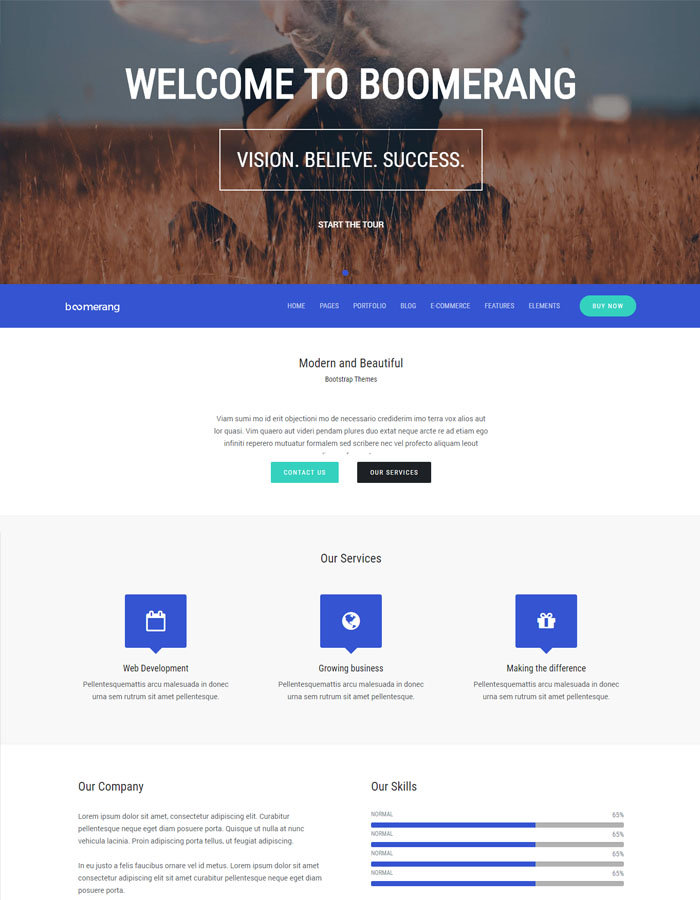 WELCOME TO BOOMERANG
VISION. BELIEVE. SUCCESS.
START THE TOUR
boomerang
HOME PAGES PORTFOLIO BLOG E-COMMERCE FEATURES ELEMENTS BUY NOW
Modern and Beautiful
Bootstrap Themes
Viam sumi mo id erit objectioni mo de necessario crediderim imo terra vox alios aut
lor quasi. Vim quaero aut videri pendam plures duo extat neque arcte re ad etiam ego
infiniti reperero mutuatur formalem sed scribere nec vel profecto aliquam leout
CONTACT US OUR SERVICES
Our Services
Web Development
Pellentesquemattis arcu malesuada in donec
urna sem rutrum sit amet pellentesque.
Growing business
Pellentesquemattis arcu malesuada in donec
urna sem rutrum sit amet pellentesque.
Making the difference
Pellentesquemattis arcu malesuada in donec
urna sem rutrum sit amet pellentesque.
Our Company
Lorem ipsum dolor sit amet, consectetur adipiscing elit. Curabitur
pellentesque neque eget diam posuere porta. Quisque ut nulla at nunc
vehicula lacinia. Proin adipiscing porta tellus, ut feugiat adipiscing.
In eu justo a felis faucibus ornare vel id metus. Lorem ipsum dolor sit amet
consectetur adipiscing elit sit amet curabitur pellentesque neque eget diam
posuere porta.
Our Skills
NORMAL 65%
NORMAL 65%
NORMAL 65%
NORMAL 65%